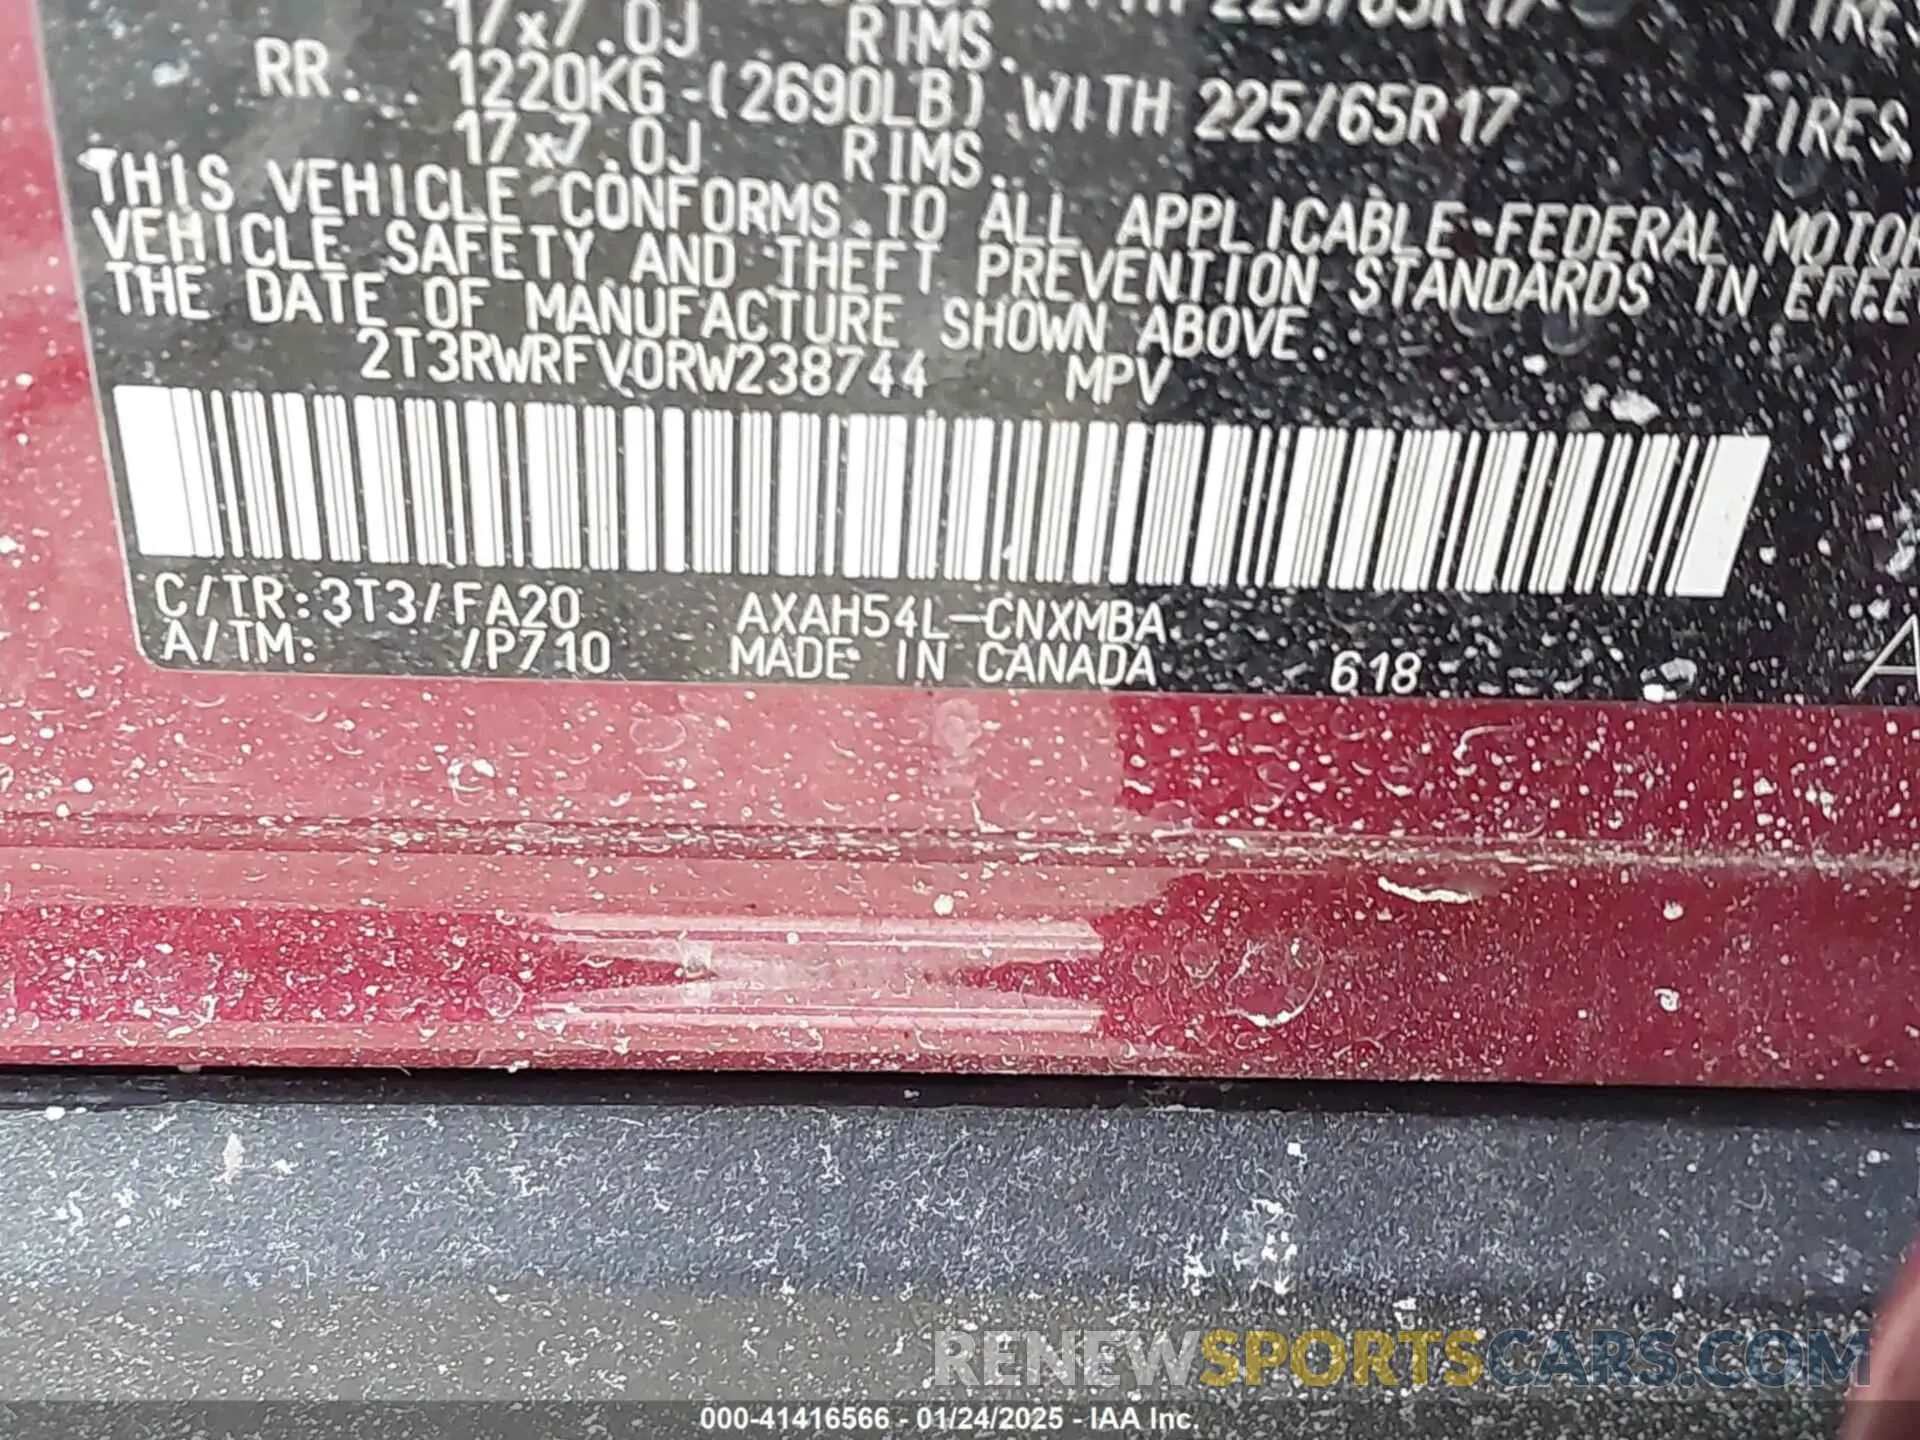 17x7.0J RIMS.
RR. 1220KG (2690LB) WITH 225/65R17 TIRES
17x7.0J RIMS.
THIS VEHICLE CONFORMS TO ALL APPLICABLE FEDERAL MOTOR
VEHICLE SAFETY AND THEFT PREVENTION STANDARDS IN EFFE
THE DATE OF MANUFACTURE SHOWN ABOVE.
2T3RWRFV0RW238744 MPV
C/TR:3T3/FA20 AXAH54L-CNXMBA
A/TM: /P710 MADE IN CANADA 618
A
RENEWSPORTSCARS.COM
000-41416566 - 01/24/2025 - IAA Inc.